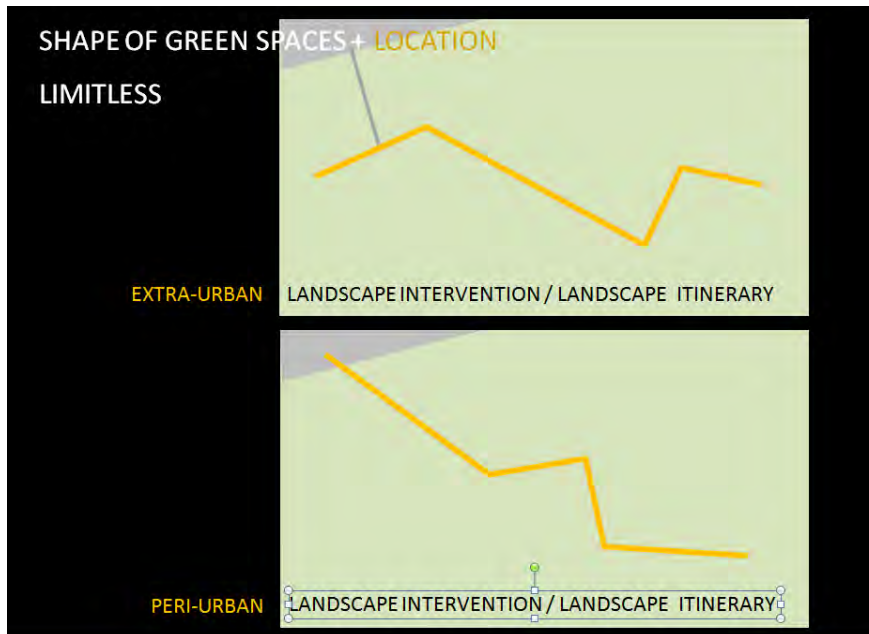 SHAPE OF GREEN SPACES + LOCATION
LIMITLESS
EXTRA-URBAN LANDSCAPE INTERVENTION / LANDSCAPE ITINERARY
PERI-URBAN LANDSCAPE INTERVENTION / LANDSCAPE ITINERARY